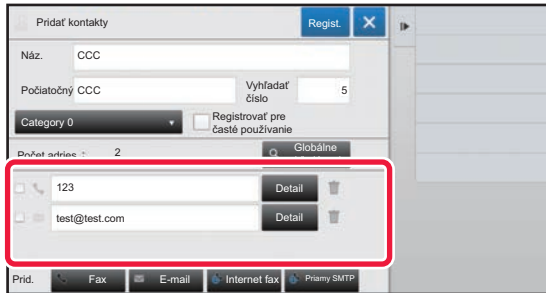 Pridať kontakty Regist.
Náz. CCC
Počiatočný CCC Vyhľadať číslo 5
Category 0 Registrovať pre časté používanie
Počet adries : 2 Globálne
123 Detail
test@test.com Detail
Prid. Fax E-mail Internet fax Priamy SMTP